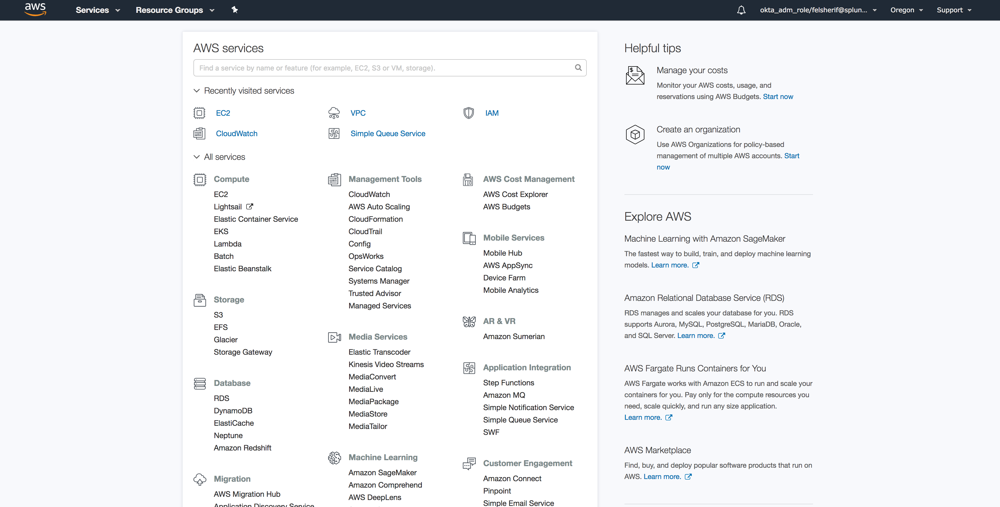 aws
Services
Resource Groups
okta_adm_role/felsherif@splun...
Oregon
Support
AWS services
Find a service by name or feature (for example, EC2, S3 or VM, storage).
Recently visited services
EC2
VPC
IAM
CloudWatch
Simple Queue Service
All services
Compute
EC2
Lightsail
Elastic Container Service
EKS
Lambda
Batch
Elastic Beanstalk
Storage
S3
EFS
Glacier
Storage Gateway
Database
RDS
DynamoDB
ElastiCache
Neptune
Amazon Redshift
Migration
AWS Migration Hub
Application Discovery Service
Management Tools
CloudWatch
AWS Auto Scaling
CloudFormation
CloudTrail
Config
OpsWorks
Service Catalog
Systems Manager
Trusted Advisor
Managed Services
Media Services
Elastic Transcoder
Kinesis Video Streams
MediaConvert
MediaLive
MediaPackage
MediaStore
MediaTailor
Machine Learning
Amazon SageMaker
Amazon Comprehend
AWS DeepLens
AWS Cost Management
AWS Cost Explorer
AWS Budgets
Mobile Services
Mobile Hub
AWS AppSync
Device Farm
Mobile Analytics
AR & VR
Amazon Sumerian
Application Integration
Step Functions
Amazon MQ
Simple Notification Service
Simple Queue Service
SWF
Customer Engagement
Amazon Connect
Pinpoint
Simple Email Service
Helpful tips
Manage your costs
Monitor your AWS costs, usage, and
reservations using AWS Budgets. Start now
Create an organization
Use AWS Organizations for policy-based
management of multiple AWS accounts. Start
now
Explore AWS
Machine Learning with Amazon SageMaker
The fastest way to build, train, and deploy machine learning
models. Learn more.
Amazon Relational Database Service (RDS)
RDS manages and scales your database for you. RDS
supports Aurora, MySQL, PostgreSQL, MariaDB, Oracle,
and SQL Server. Learn more.
AWS Fargate Runs Containers for You
AWS Fargate works with Amazon ECS to run and scale your
containers for you. Pay only for the compute resources you
need, scale quickly, and run any size application.
Learn more.
AWS Marketplace
Find, buy, and deploy popular software products that run on
AWS. Learn more.